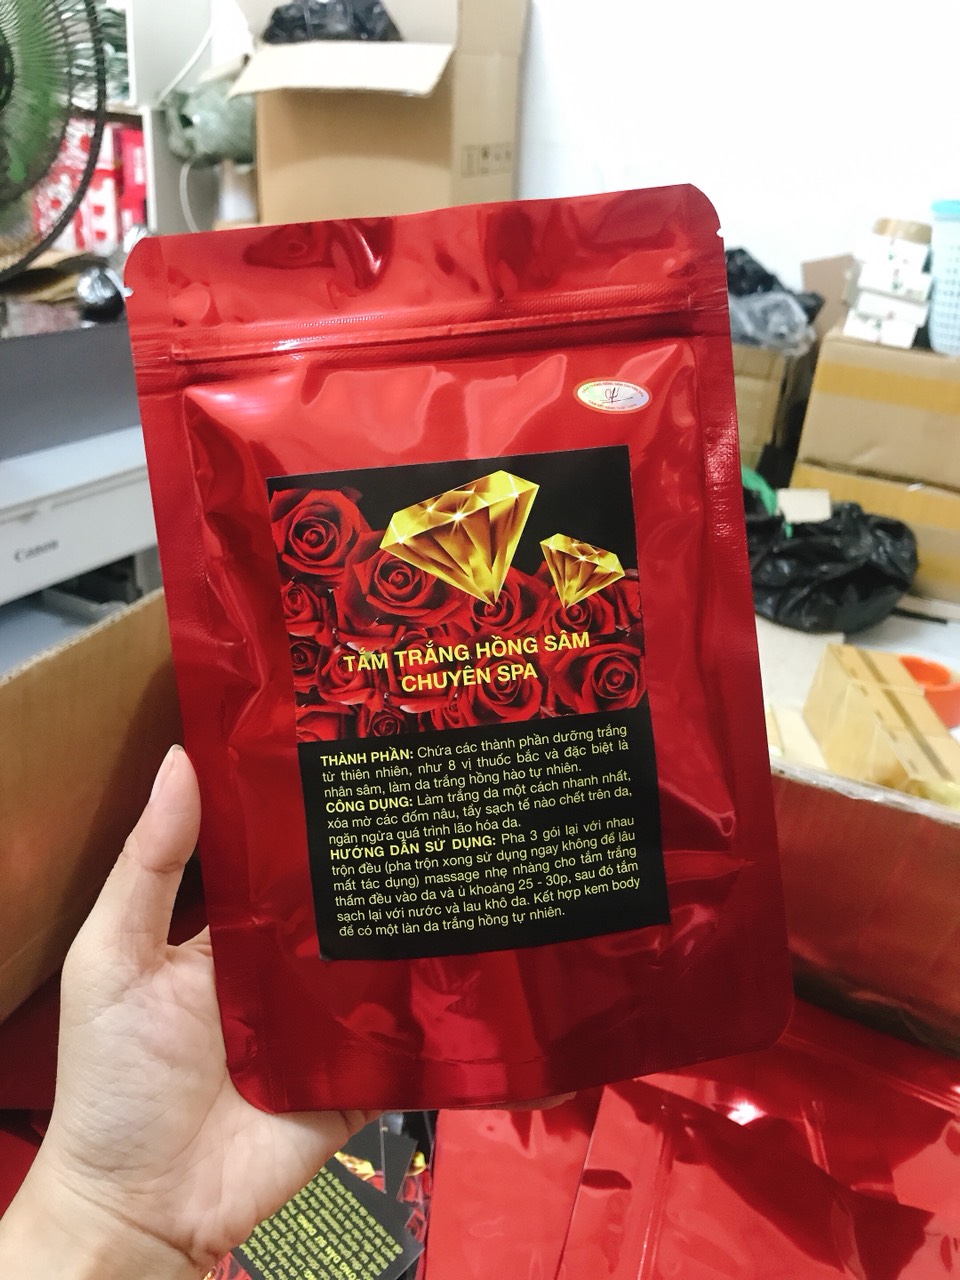 TẮM TRẮNG HỒNG SÂM
CHUYÊN SPA
THÀNH PHẦN: Chứa các thành phần dưỡng trắng
từ thiên nhiên, như 8 vị thuốc bắc và đặc biệt là
nhân sâm, làm da trắng hồng hào tự nhiên.
CÔNG DỤNG: Làm trắng da một cách nhanh nhất,
xóa mờ các đốm nâu, tẩy sạch tế nào chết trên da,
ngăn ngừa quá trình lão hóa da.
HƯỚNG DẪN SỬ DỤNG: Pha 3 gói lại với nhau
trộn đều (pha trộn xong sử dụng ngay không để lâu
mất tác dụng) massage nhẹ nhàng cho tắm trắng
thấm đều vào da và ủ khoảng 25 - 30p, sau đó tắm
sạch lại với nước và lau khô da. Kết hợp kem body
để có một làn da trắng hồng tự nhiên.
Canon